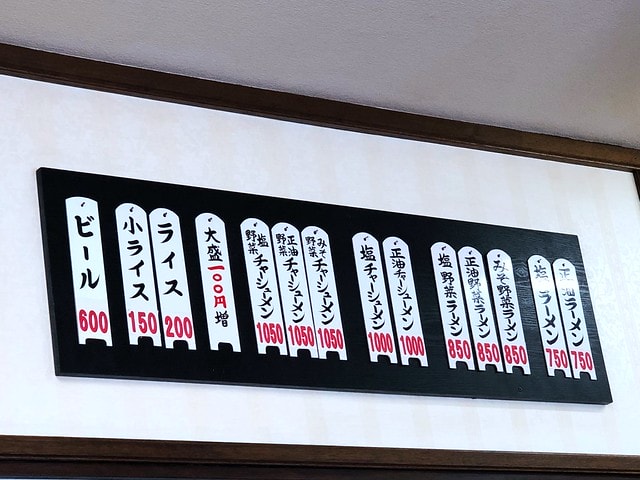 正油ラーメン 750
塩ラーメン 750
みそ野菜ラーメン 850
正油野菜ラーメン 850
塩野菜ラーメン 850
正油チャーシューメン 1000
塩チャーシューメン 1000
みそ野菜チャーシューメン 1050
正油野菜チャーシューメン 1050
塩野菜チャーシューメン 1050
大盛一〇〇円増
ライス 200
小ライス 150
ビール 600